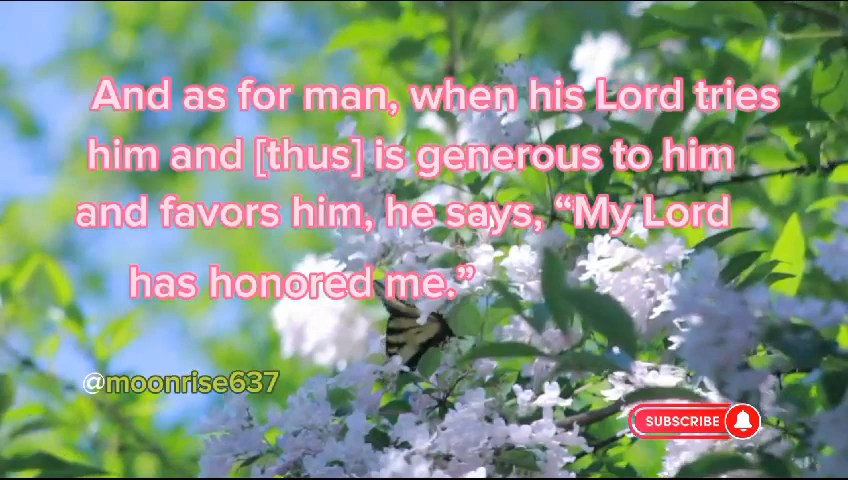 And as for man, when his Lord tries
him and [thus] is generous to him
and favors him, he says, “My Lord
has honored me.”
@moonrise637
SUBSCRIBE